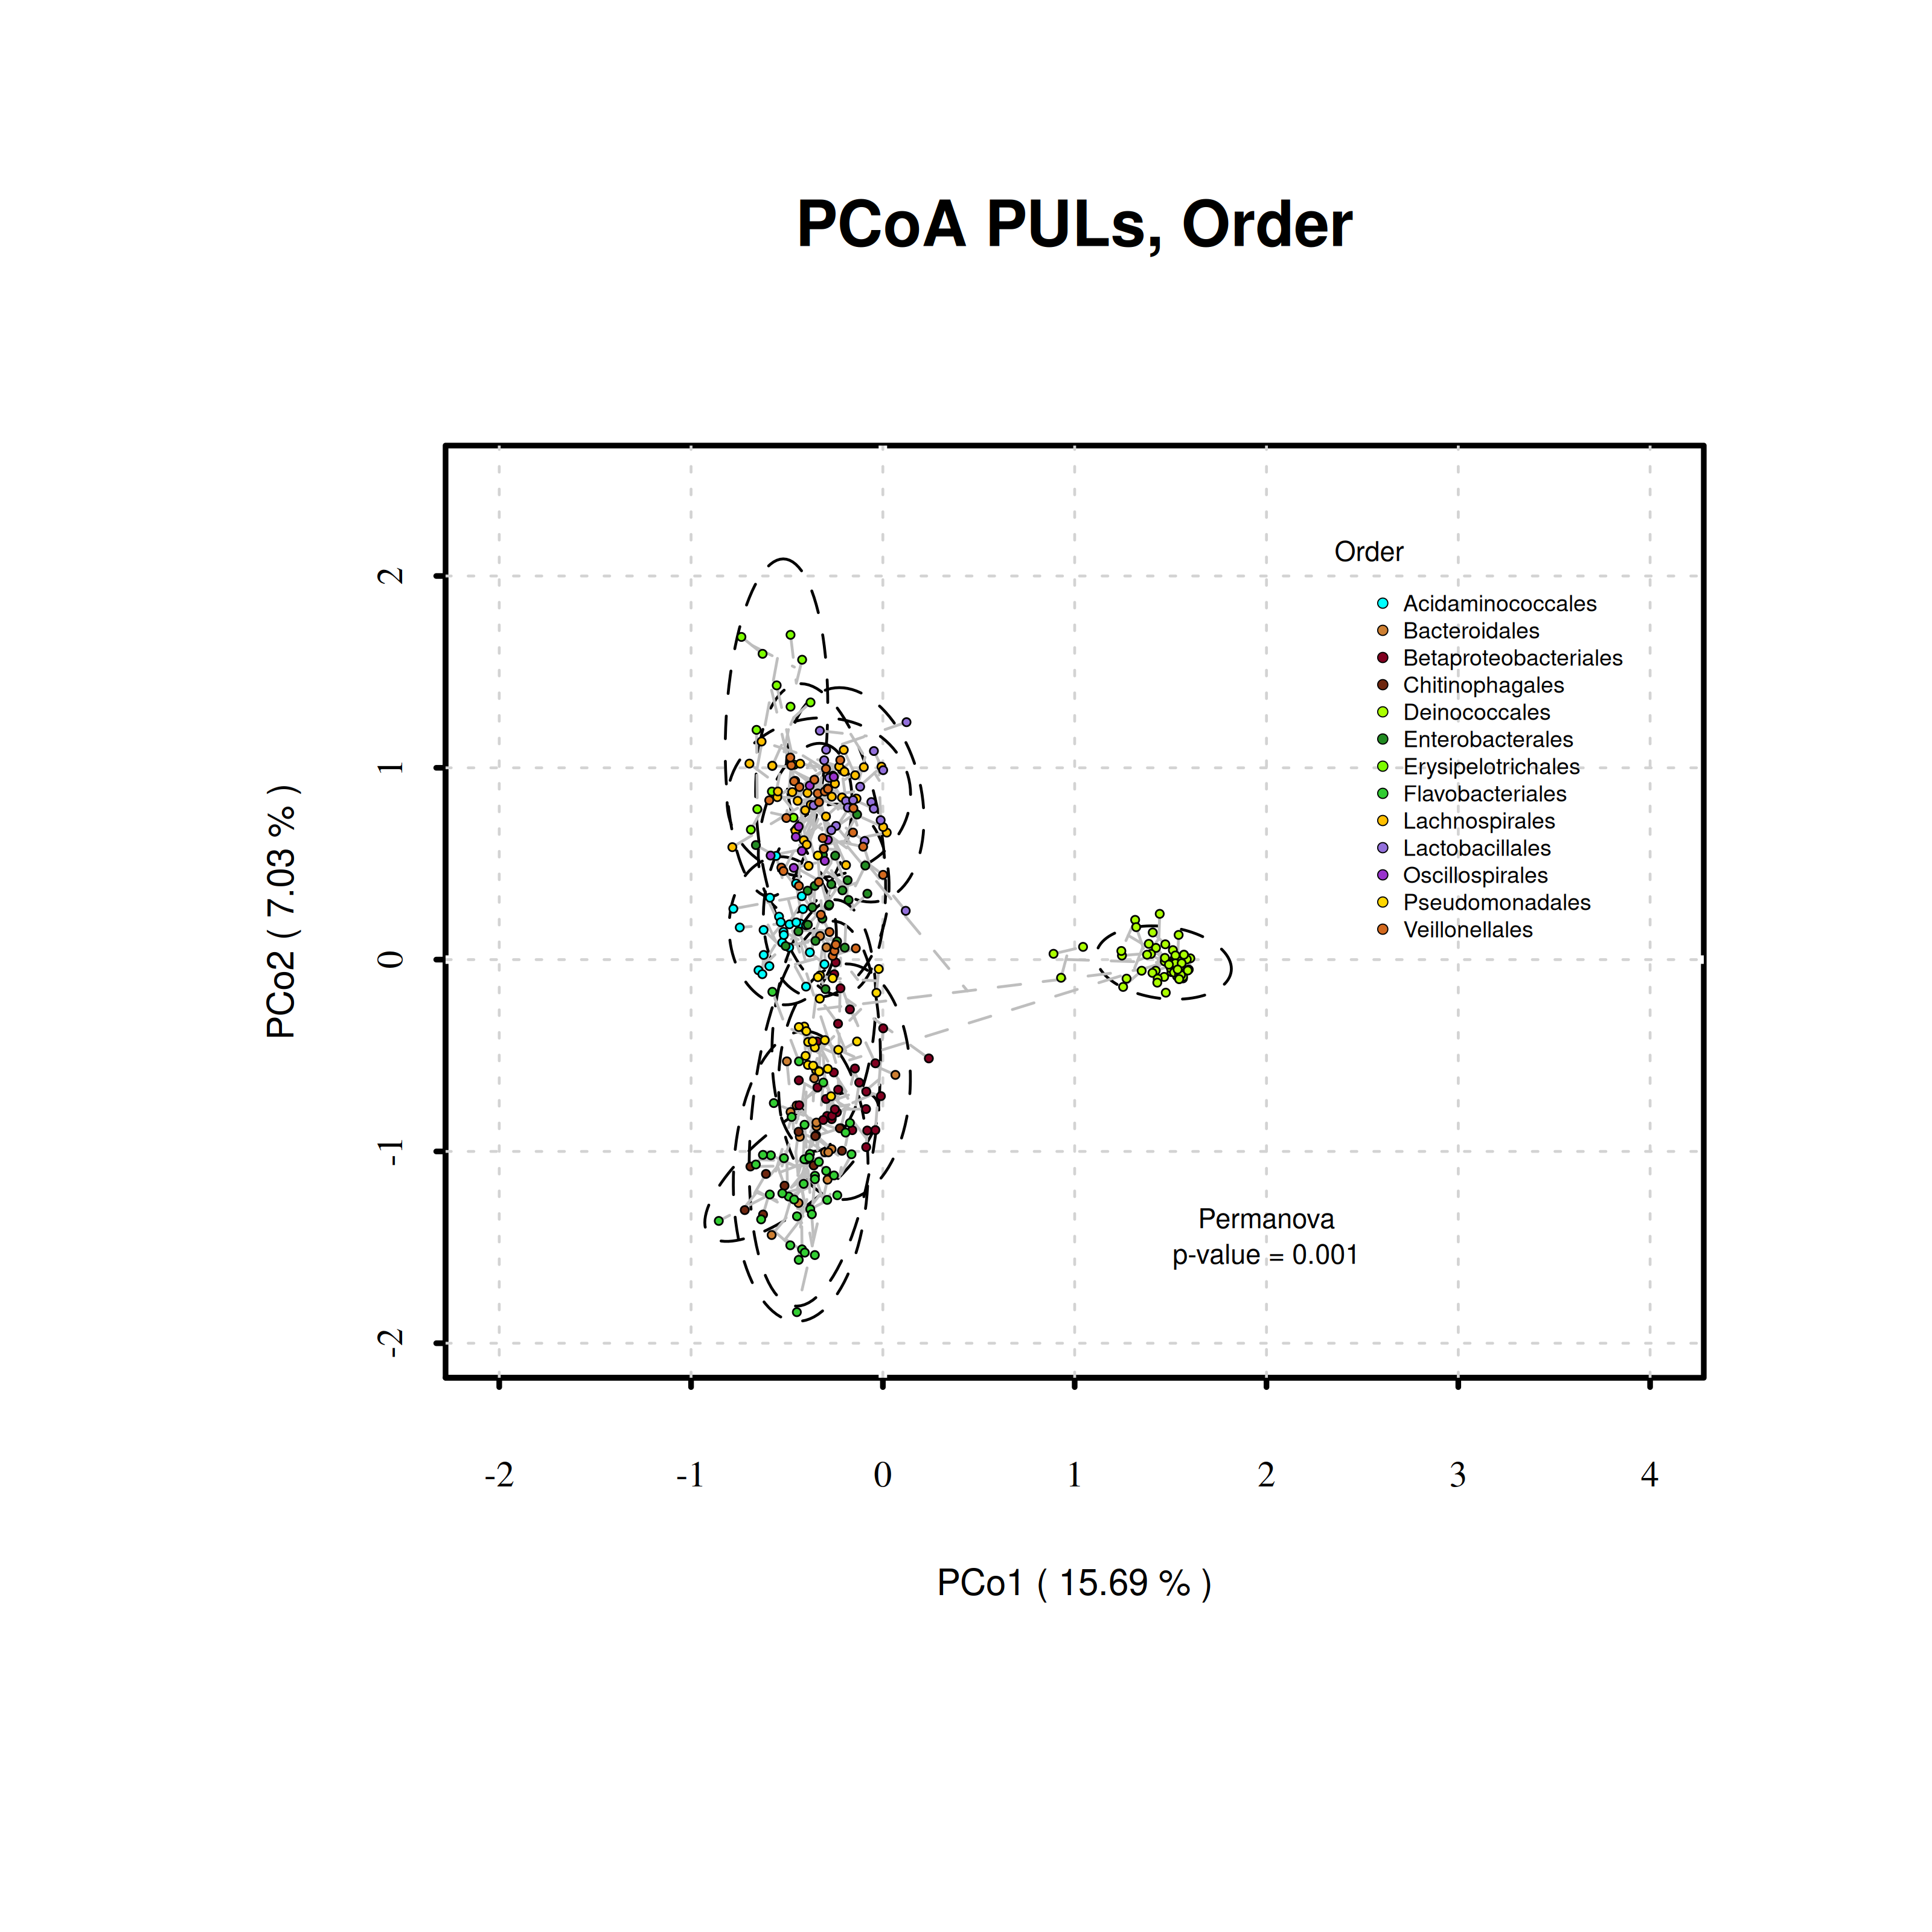 PCoA PULs, Order
PCo2 ( 7.03 % )
2
1
0
-1
-2
Order
Acidaminococcales
Bacteroidales
Betaproteobacteriales
Chitinophagales
Deinococcales
Enterobacterales
Erysipelotrichales
Flavobacteriales
Lachnospirales
Lactobacillales
Oscillospirales
Pseudomonadales
Veillonellales
Permanova
p-value = 0.001
-2 -1 0 1 2 3 4
PCo1 ( 15.69 % )